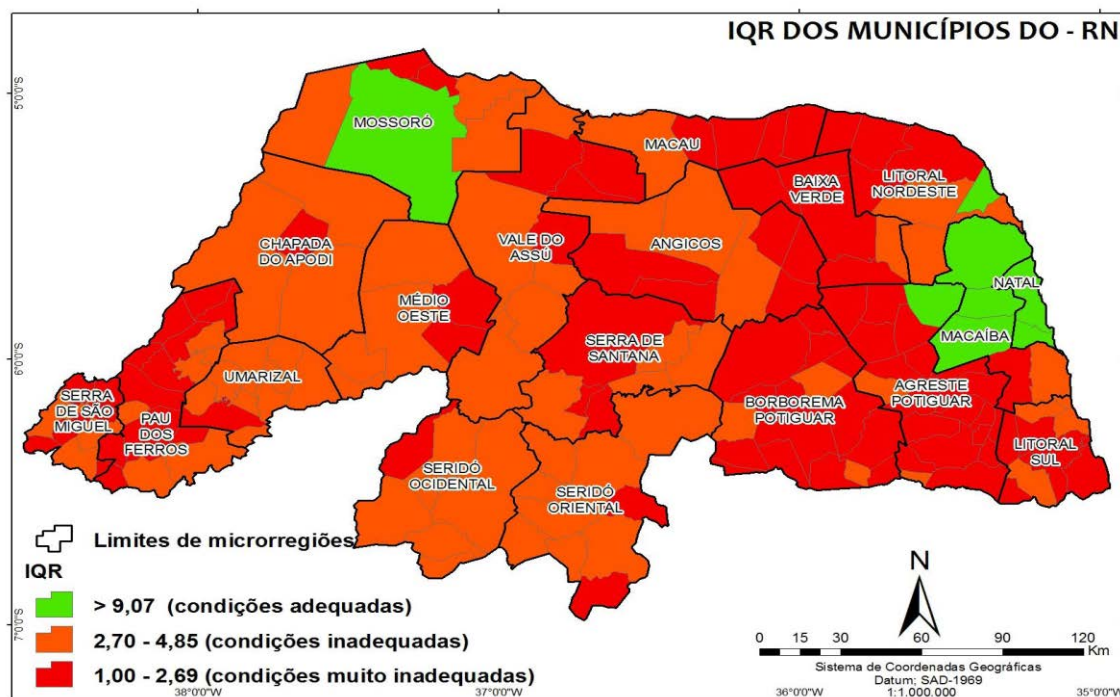 IQR DOS MUNICÍPIOS DO - RN
5°0'0"S
MOSSORÓ
MACAU
BAIXA
VERDE
LITORAL
NORDESTE
CHAPADA
DO APODI
VALE DO
ASSÚ
ANGICOS
NATAL
MÉDIO
OESTE
SERRA DE
SANTANA
MACAÍBA
6°0'0"S
UMARIZAL
SERRA
DE SÃO
MIGUEL
PAU
DOS
FERROS
BORBOREMA
POTIGUAR
AGRESTE
POTIGUAR
LITORAL
SUL
SERIDÓ
OCIDENTAL
SERIDÓ
ORIENTAL
Limites de microrregiões
IQR
> 9,07 (condições adequadas)
2,70 - 4,85 (condições inadequadas)
1,00 - 2,69 (condições muito inadequadas)
7°0'0"S
N
0 15 30 60 90 120
Km
Sistema de Coordenadas Geográficas
Datum; SAD-1969
1:1.000.000
38°0'0"W 37°0'0"W 36°0'0"W 35°0'0"W